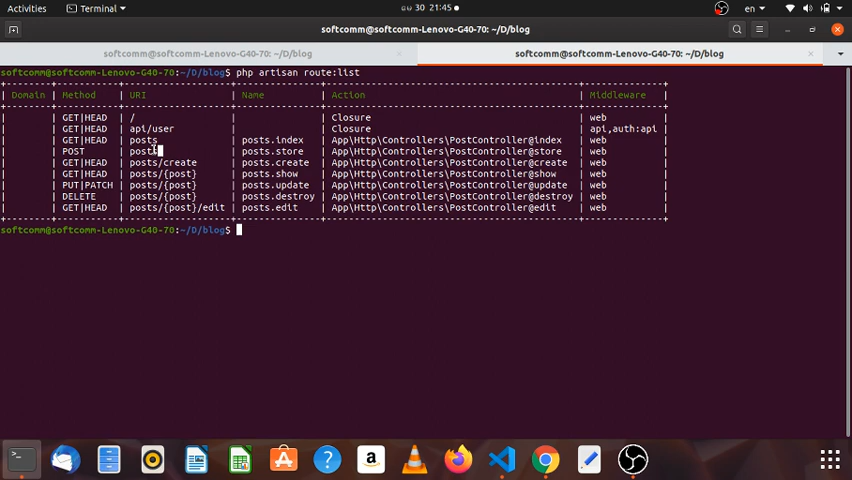 Activities Terminal 30 21:45 en
softcomm@softcomm-Lenovo-G40-70: ~/D/blog
softcomm@softcomm-Lenovo-G40-70: ~/D/blog softcomm@softcomm-Lenovo-G40-70: ~/D/blog
softcomm@softcomm-Lenovo-G40-70:~/D/blog$ php artisan route:list
| Domain | Method | URI | Name | Action | Middleware |
| | GET|HEAD | / | | Closure | web |
| | GET|HEAD | api/user | | Closure | api,auth:api |
| | GET|HEAD | posts | posts.index | App\Http\Controllers\PostController@index | web |
| | POST | posts | posts.store | App\Http\Controllers\PostController@store | web |
| | GET|HEAD | posts/create | posts.create | App\Http\Controllers\PostController@create | web |
| | GET|HEAD | posts/{post} | posts.show | App\Http\Controllers\PostController@show | web |
| | PUT|PATCH | posts/{post} | posts.update | App\Http\Controllers\PostController@update | web |
| | DELETE | posts/{post} | posts.destroy | App\Http\Controllers\PostController@destroy | web |
| | GET|HEAD | posts/{post}/edit | posts.edit | App\Http\Controllers\PostController@edit | web |
softcomm@softcomm-Lenovo-G40-70:~/D/blog$